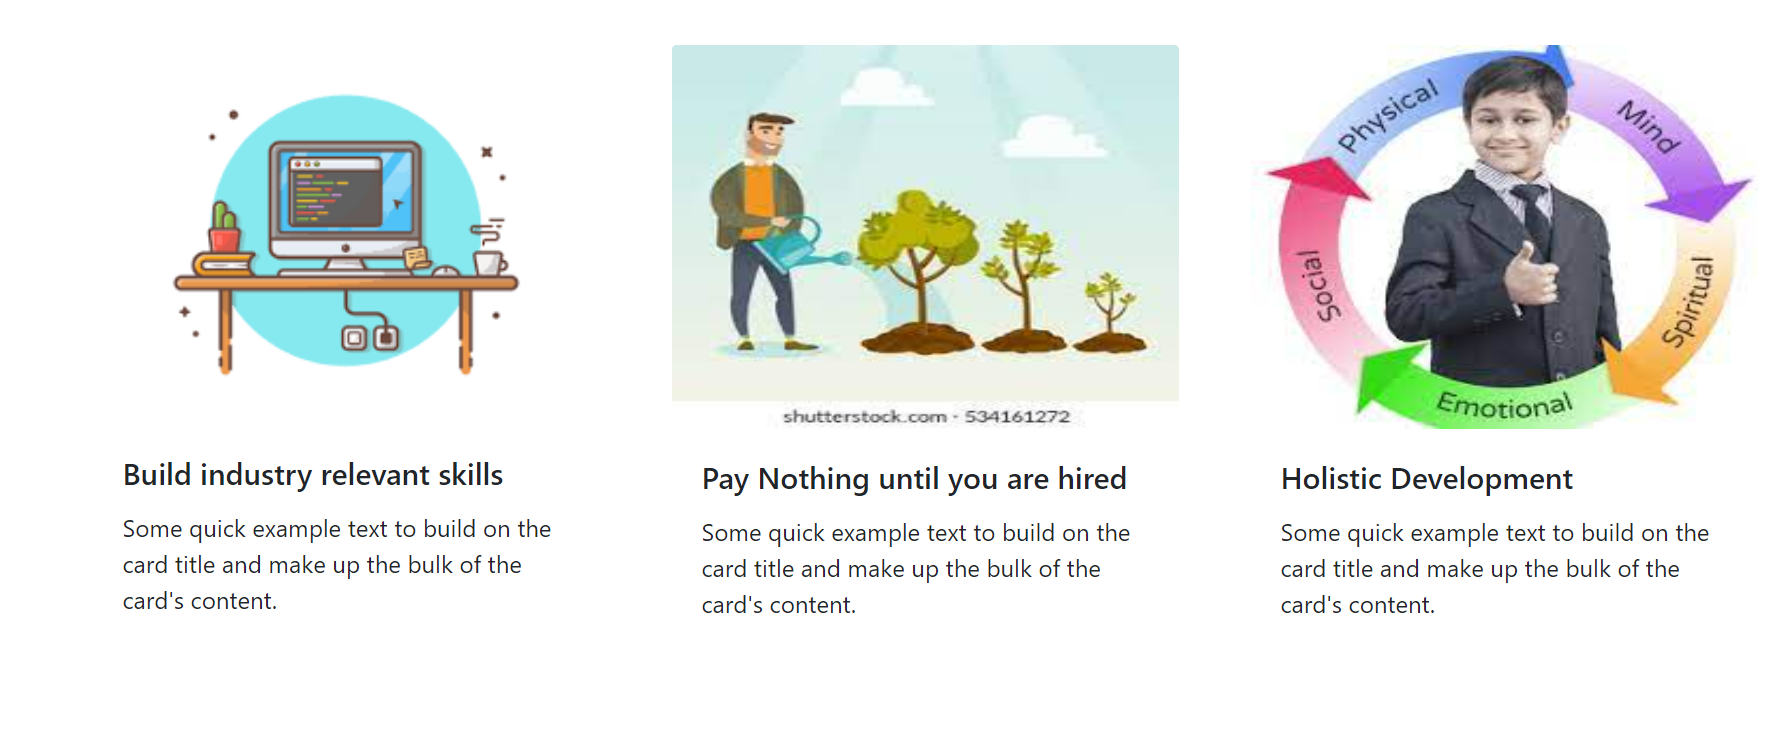 shutterstock.com · 534161272
Physical
Mind
Spiritual
Emotional
Social
Build industry relevant skills
Some quick example text to build on the
card title and make up the bulk of the
card's content.
Pay Nothing until you are hired
Some quick example text to build on the
card title and make up the bulk of the
card's content.
Holistic Development
Some quick example text to build on the
card title and make up the bulk of the
card's content.